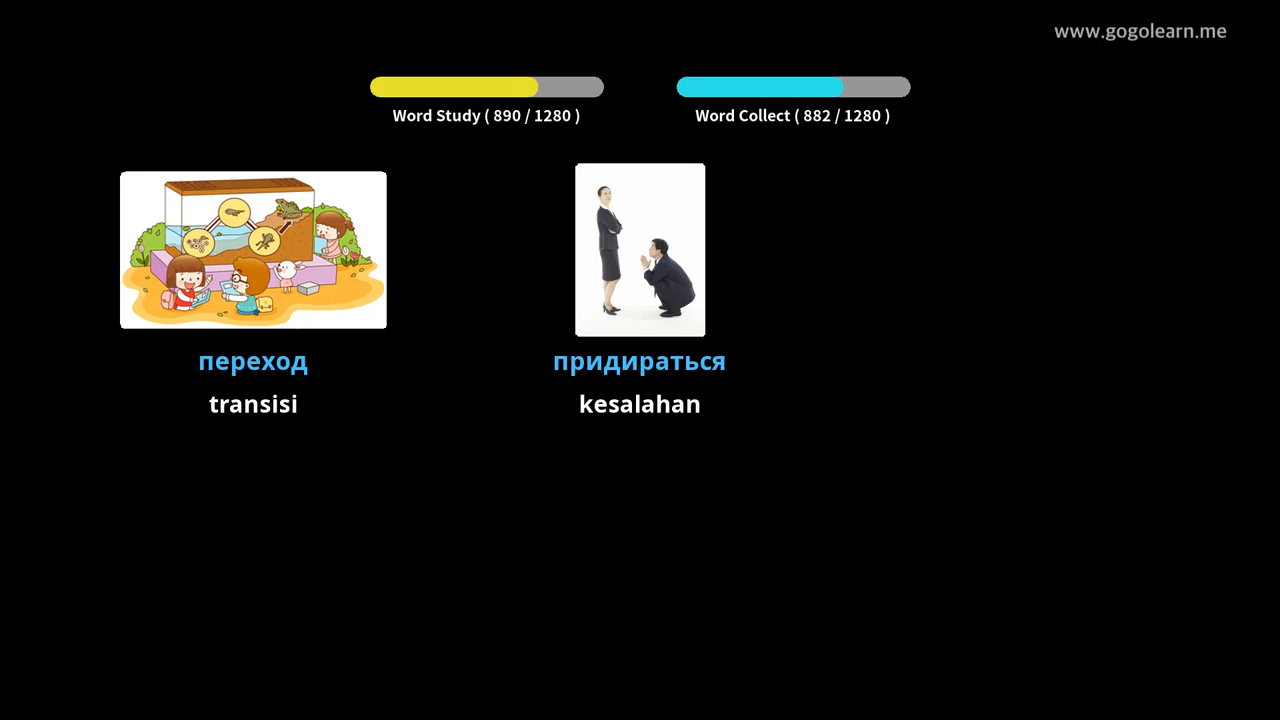 www.gogolearn.me
Word Study ( 890 / 1280 )
Word Collect ( 882 / 1280 )
переход
придираться
transisi
kesalahan